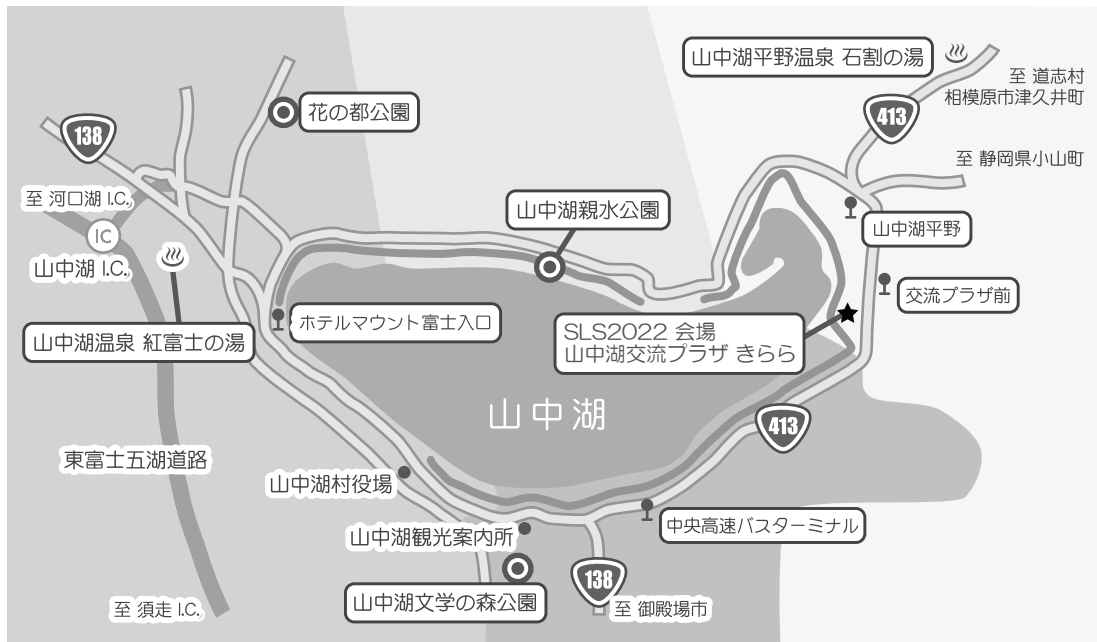 山中湖平野温泉 石割の湯
至 道志村
相模原市津久井町
413
花の都公園
138
至 静岡県小山町
至 河口湖 I.C.
山中湖親水公園
山中湖平野
IC
山中湖 I.C.
交流プラザ前
ホテルマウント富士入口
SLS2022 会場
山中湖交流プラザ きらら
山中湖温泉 紅富士の湯
山中湖
413
東富士五湖道路
山中湖村役場
中央高速バスターミナル
山中湖観光案内所
138
山中湖文学の森公園
至 須走 I.C.
至 御殿場市